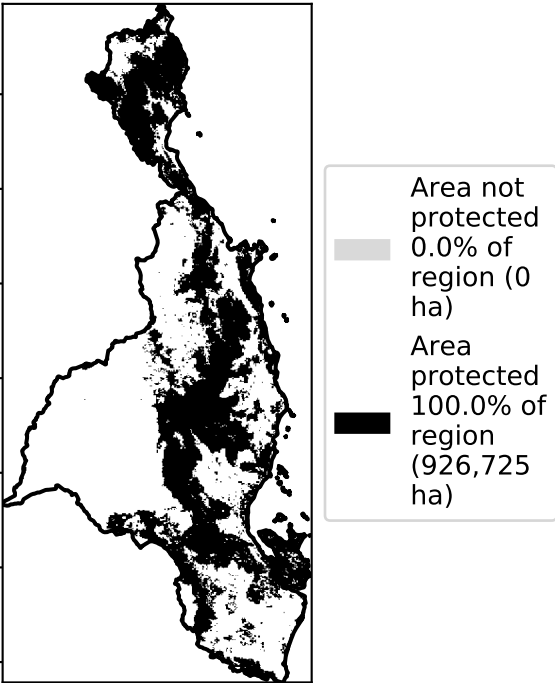 Area not
protected
0.0% of
region (0
ha)
Area
protected
100.0% of
region
(926,725
ha)